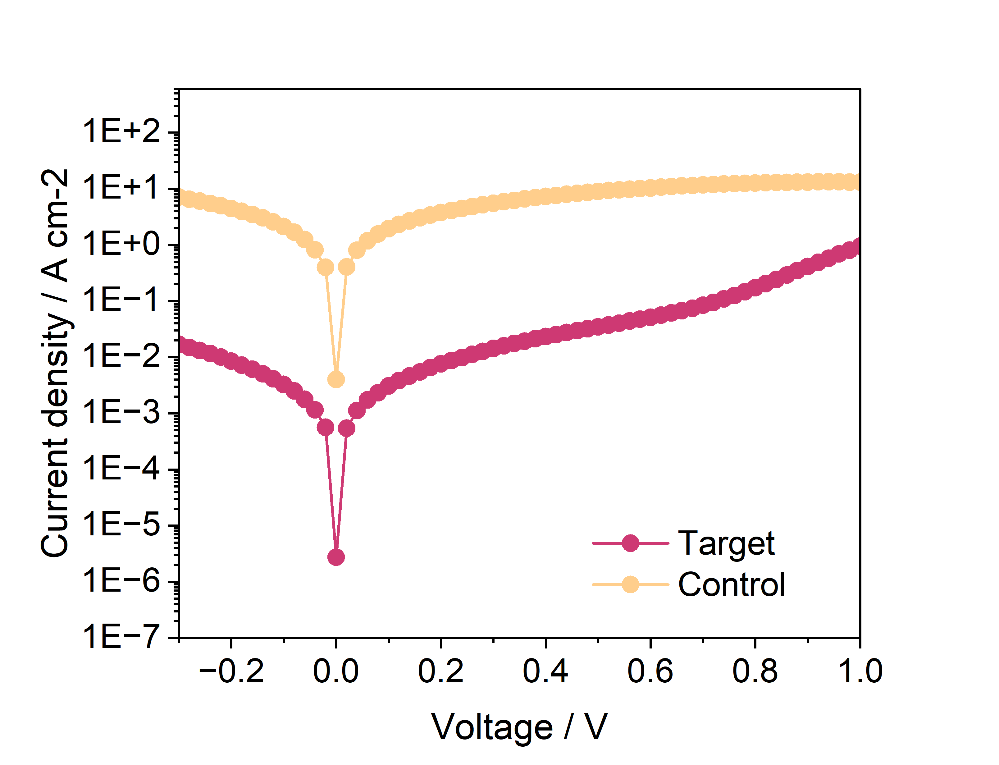 Current density / A cm-2
1E+2
1E+1
1E+0
1E−1
1E−2
1E−3
1E−4
1E−5
1E−6
1E−7
Target
Control
−0.2 0.0 0.2 0.4 0.6 0.8 1.0
Voltage / V